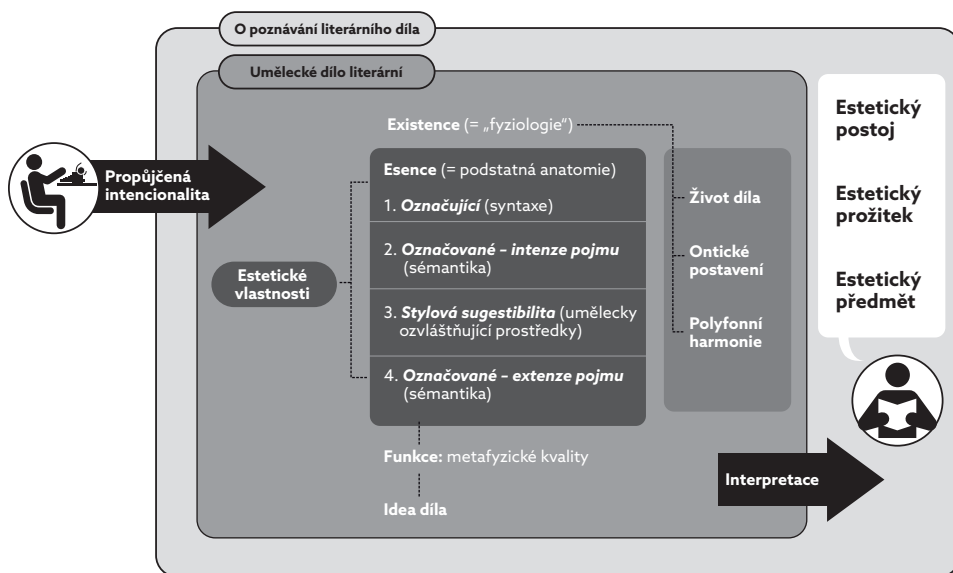 O poznávání literárního díla
Umělecké dílo literární
Propůjčená
intencionalita
Existence (= „fyziologie“)
Esence (= podstatná anatomie)
1. Označující (syntaxe)
2. Označované – intenze pojmu
(sémantika)
3. Stylová sugestibilita (umělecky
ozvláštňující prostředky)
4. Označované – extenze pojmu
(sémantika)
Estetické
vlastnosti
Funkce: metafyzické kvality
Idea díla
Život díla
Ontické
postavení
Polyfonní
harmonie
Interpretace
Estetický
postoj
Estetický
prožitek
Estetický
předmět